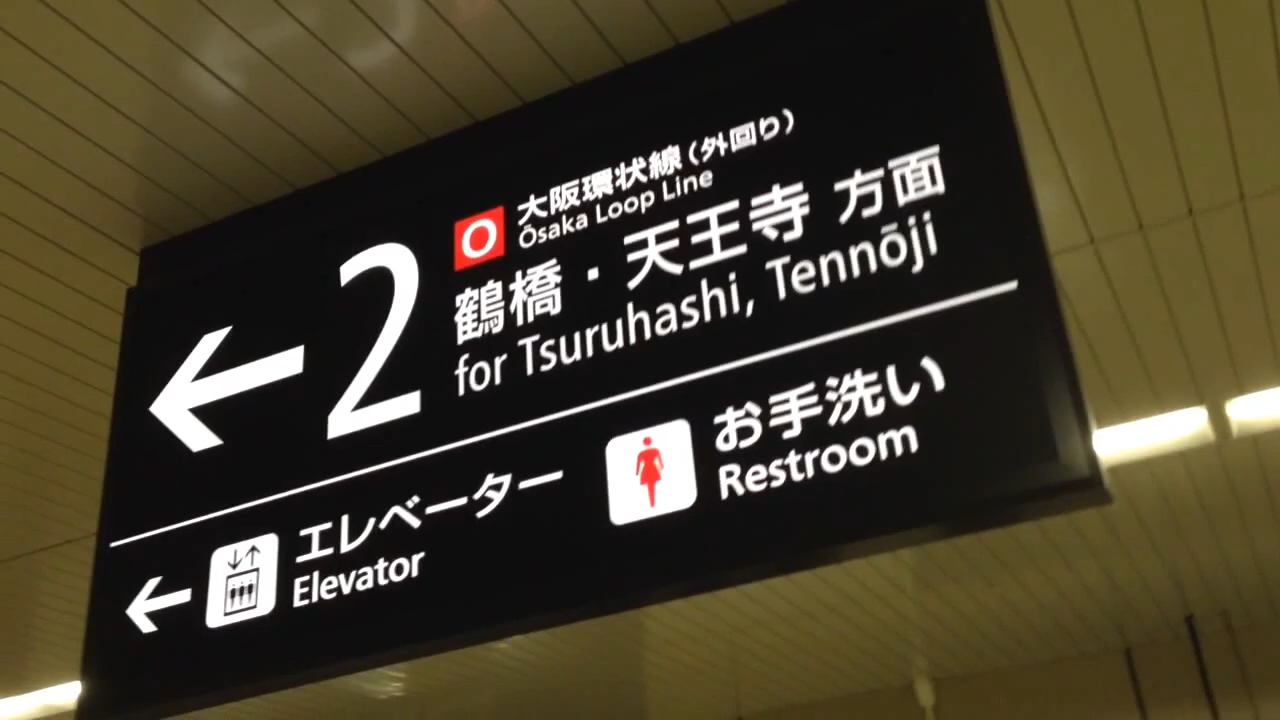 2
O 大阪環状線(外回り)
Ōsaka Loop Line
鶴橋・天王寺 方面
for Tsuruhashi, Tennōji
エレベーター
Elevator
お手洗い
Restroom